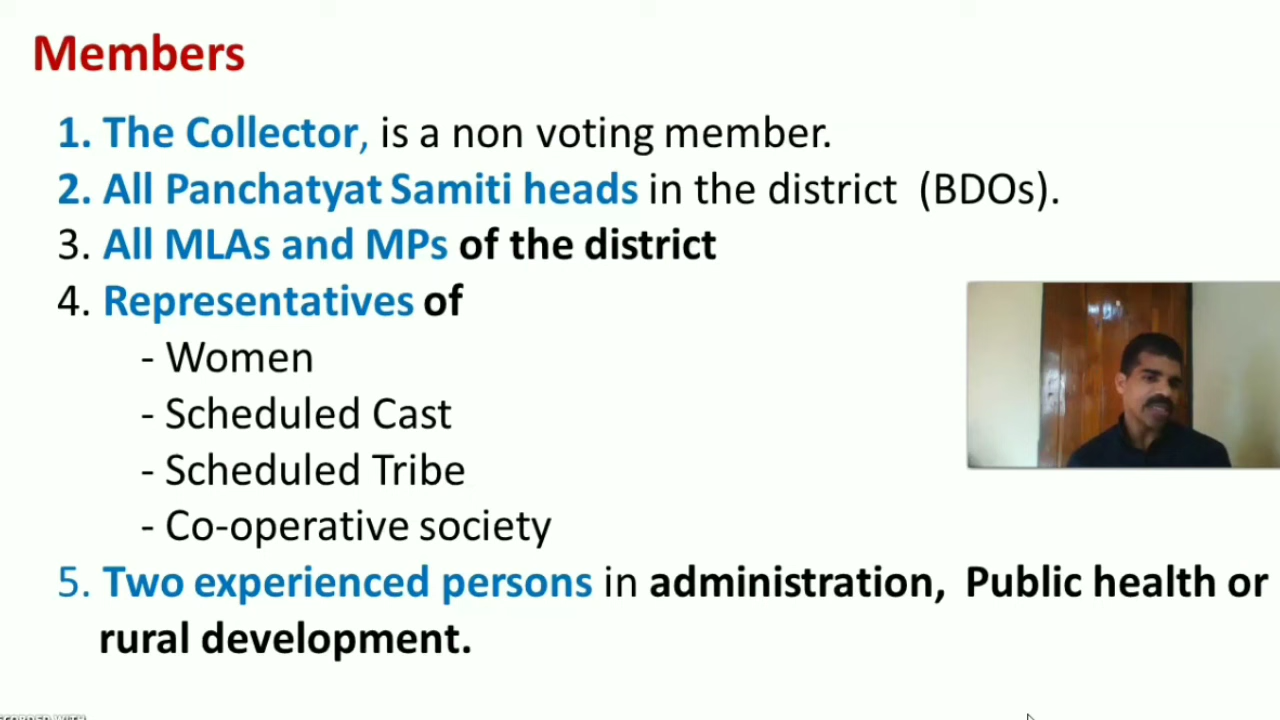 Members
1. The Collector, is a non voting member.
2. All Panchatyat Samiti heads in the district (BDOs).
3. All MLAs and MPs of the district
4. Representatives of
- Women
- Scheduled Cast
- Scheduled Tribe
- Co-operative society
5. Two experienced persons in administration, Public health or
rural development.